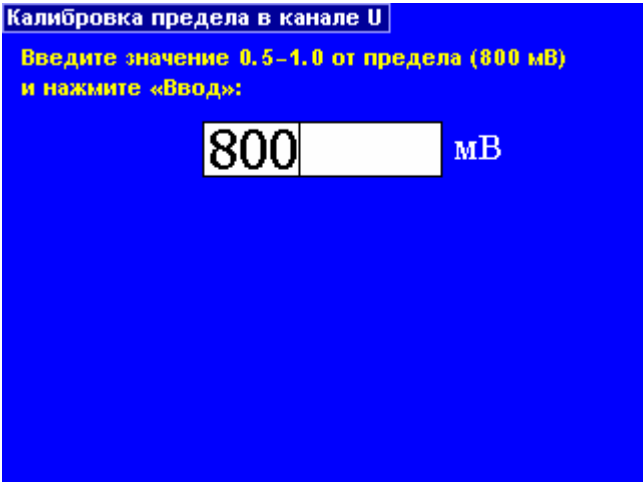 Калибровка предела в канале U
Введите значение 0.5-1.0 от предела (800 мВ)
и нажмите «Ввод»:
800 мВ